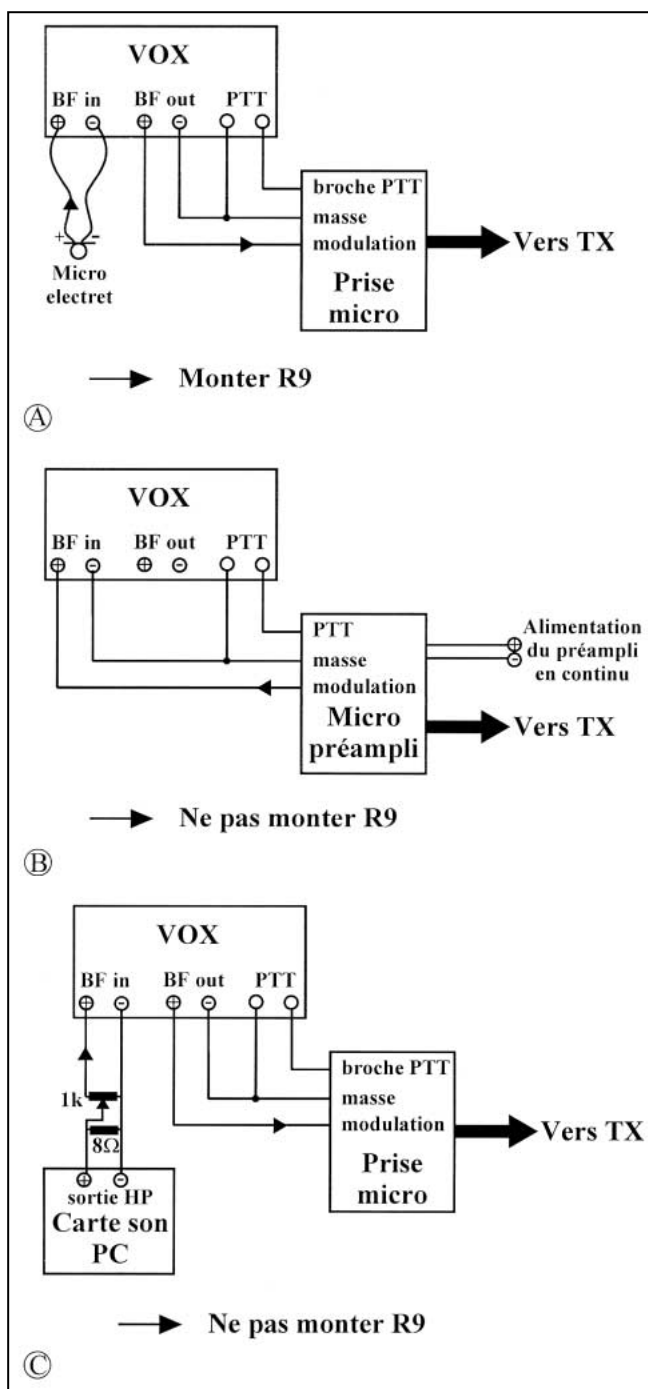 VOX
BF in BF out PTT
⊕ ⊖ ⊕ ⊖
+ -
Micro
electret
broche PTT
masse
modulation
Prise
micro
Vers TX
Monter R9
A
VOX
BF in BF out PTT
⊕ ⊖ ⊕ ⊖
PTT
masse
modulation
Micro
préampli
⊕ Alimentation
⊖ du préampli
en continu
Vers TX
Ne pas monter R9
B
VOX
BF in BF out PTT
⊕ ⊖ ⊕ ⊖
1k
8Ω
⊕ ⊖
sortie HP
Carte son
PC
broche PTT
masse
modulation
Prise
micro
Vers TX
Ne pas monter R9
C